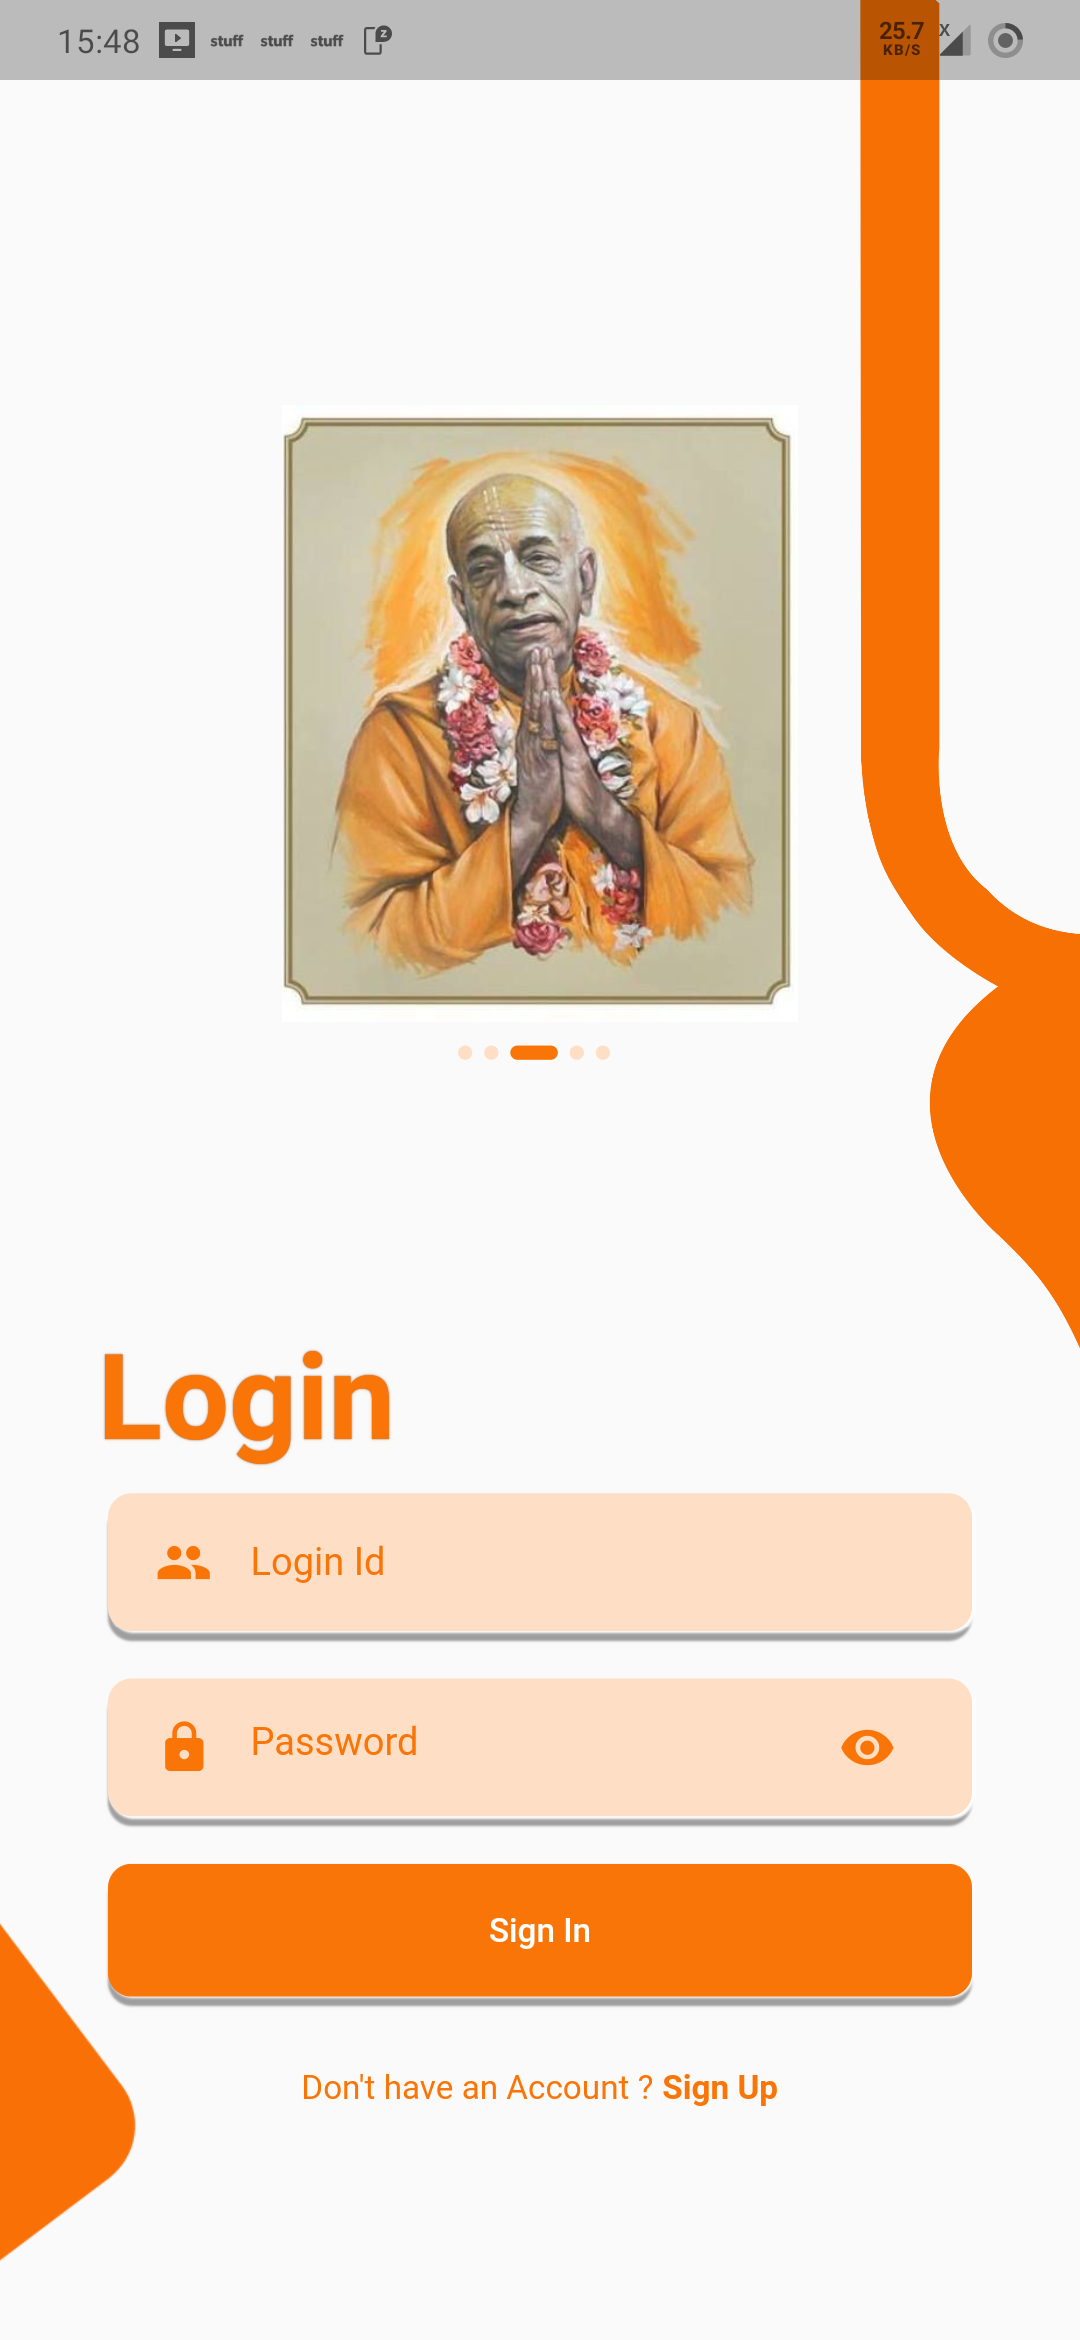 15:48 stuff stuff stuff z 25.7 X
KB/S
Login
Login Id
Password
Sign In
Don't have an Account ? Sign Up